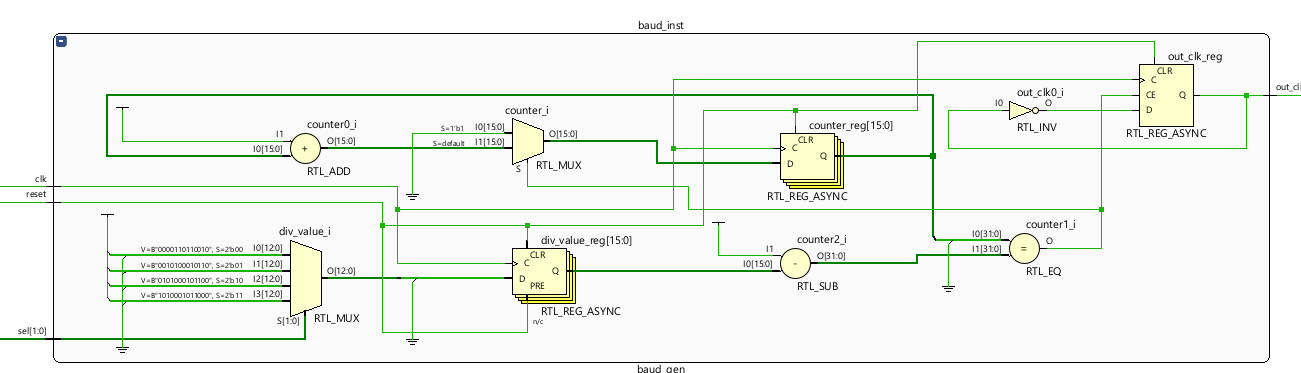 baud_inst
out_clk_reg
CLR
C
CE
Q
D
RTL_REG_ASYNC
out_cl
out_clk0_i
I0
O
RTL_INV
counter_i
S=1'b1
I0[15:0]
S=default
I1[15:0]
O[15:0]
S
RTL_MUX
counter0_i
I1
I0[15:0]
O[15:0]
+
RTL_ADD
counter_reg[15:0]
CLR
C
D
Q
RTL_REG_ASYNC
clk
reset
div_value_i
V=B"0000110110010", S=2'b00
I0[12:0]
V=B"0010100010110", S=2'b01
I1[12:0]
V=B"0101000101100", S=2'b10
I2[12:0]
V=B"1010001011000", S=2'b11
I3[12:0]
O[12:0]
S[1:0]
RTL_MUX
div_value_reg[15:0]
CLR
C
D
Q
PRE
RTL_REG_ASYNC
n/c
counter2_i
I1
I0[15:0]
O[31:0]
-
RTL_SUB
counter1_i
I0[31:0]
I1[31:0]
O
=
RTL_EQ
sel[1:0]
baud_gen